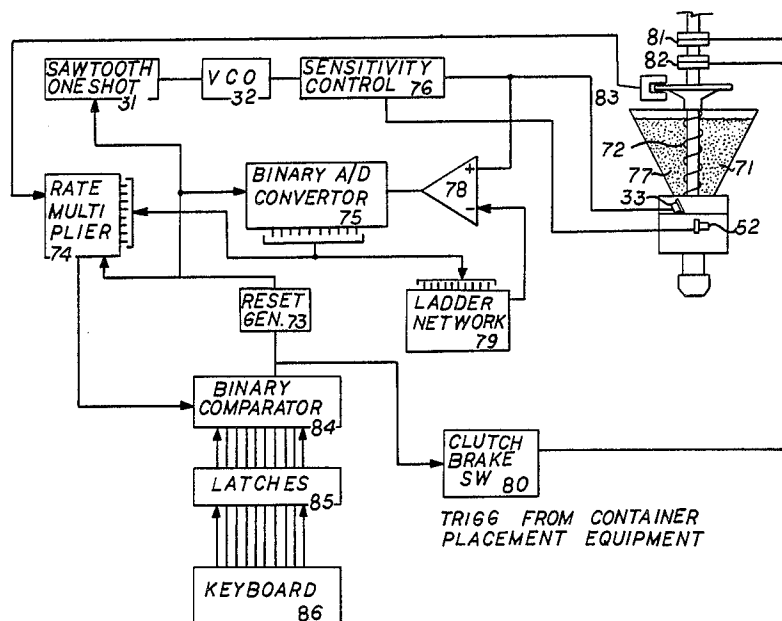 SAWTOOTH
ONE SHOT
31
VCO
32
SENSITIVITY
CONTROL
76
81
82
83
72
77
71
33
52
RATE
MULTI
PLIER
74
BINARY A/D
CONVERTOR
75
+
78
-
RESET
GEN. 73
LADDER
NETWORK
79
BINARY
COMPARATOR
84
LATCHES
85
KEYBOARD
86
CLUTCH
BRAKE
SW 80
TRIGG FROM CONTAINER
PLACEMENT EQUIPMENT